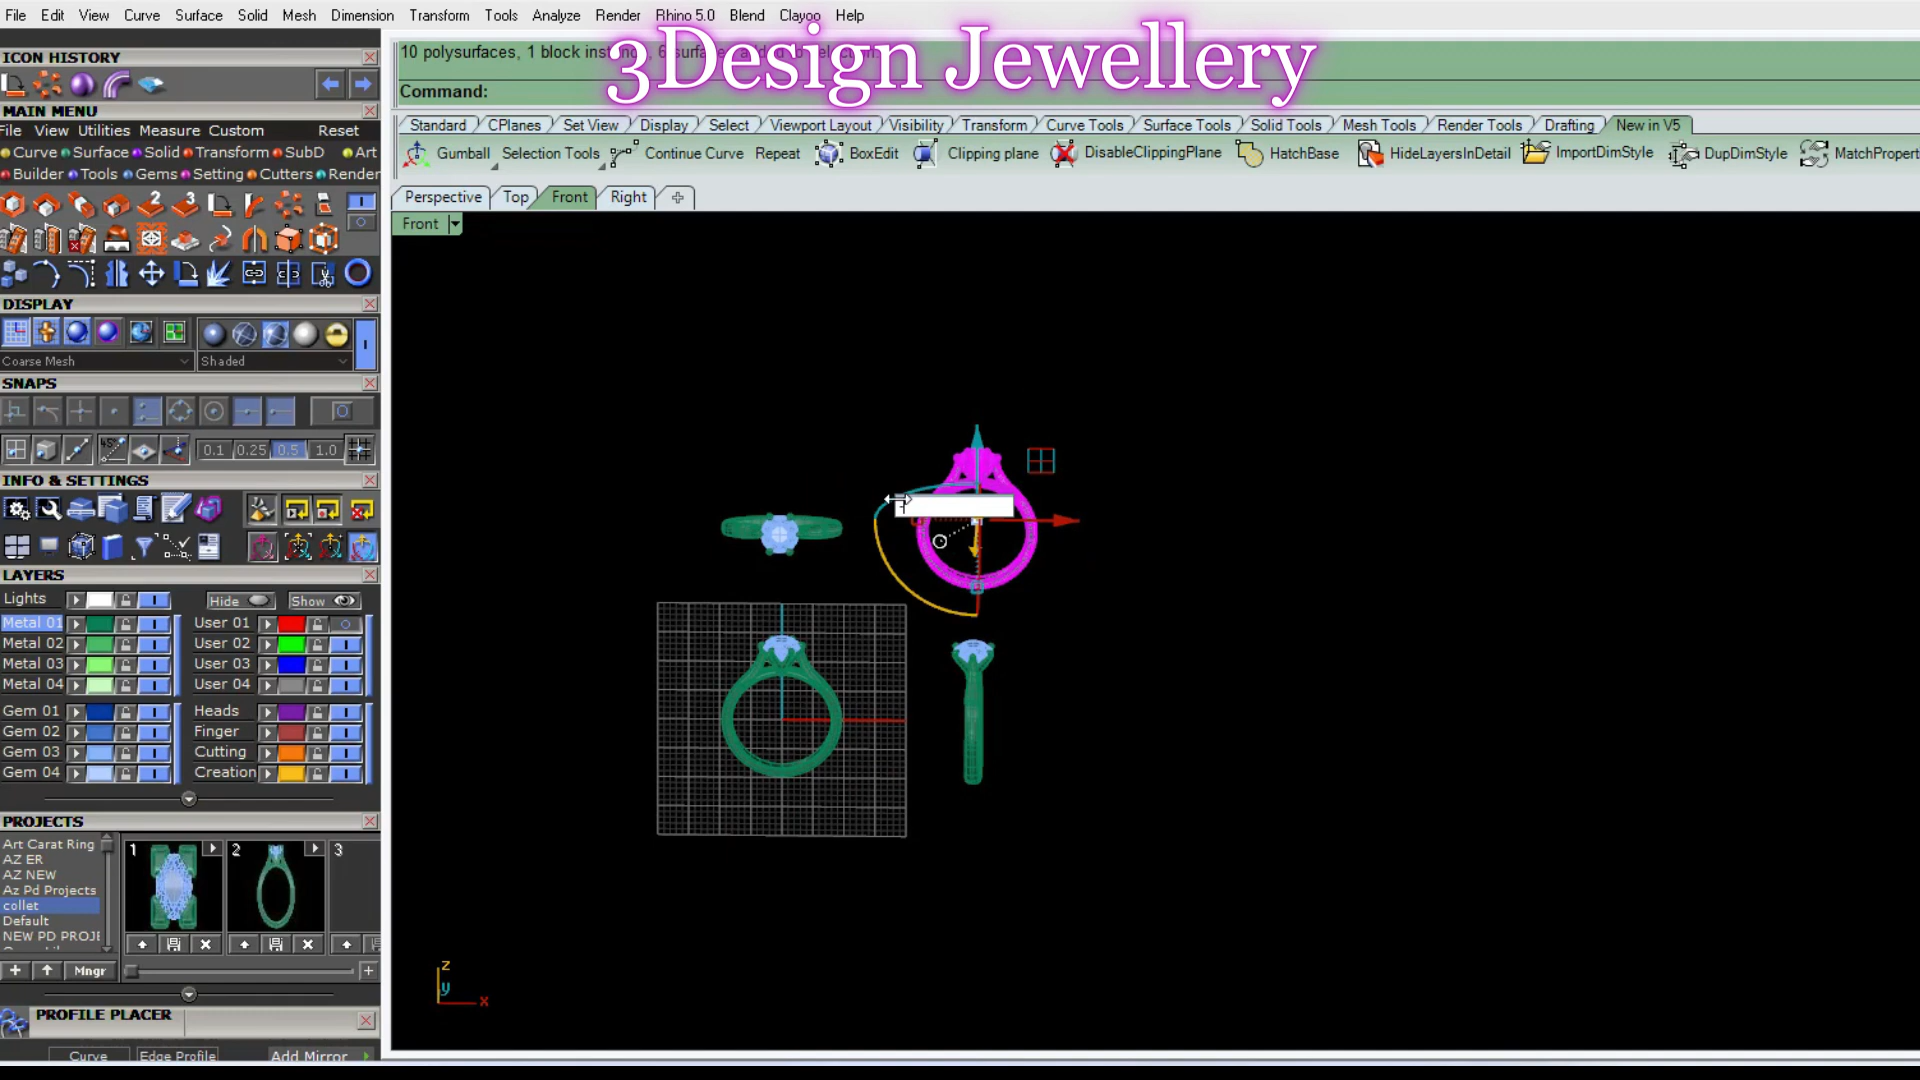 File Edit View Curve Surface Solid Mesh Dimension Transform Tools Analyze Render Rhino 5.0 Blend Clayoo Help
3Design Jewellery
10 polysurfaces, 1 block
Command:
ICON HISTORY
MAIN MENU
File View Utilities Measure Custom Reset
Curve Surface Solid Transform SubD Art
Builder Tools Gems Setting Cutters Render
Standard CPlanes Set View Display Select Viewport Layout Visibility Transform Curve Tools Surface Tools Solid Tools Mesh Tools Render Tools Drafting New in V5
Gumball Selection Tools Continue Curve Repeat BoxEdit Clipping plane DisableClippingPlane HatchBase HideLayersInDetail ImportDimStyle DupDimStyle MatchPropert
Perspective Top Front Right
Front
2 3
DISPLAY
Coarse Mesh Shaded
SNAPS
45°
0.1 0.25 0.5 1.0
INFO & SETTINGS
LAYERS
Lights Hide Show
Metal 01 User 01
Metal 02 User 02
Metal 03 User 03
Metal 04 User 04
Gem 01 Heads
Gem 02 Finger
Gem 03 Cutting
Gem 04 Creation
PROJECTS
Art Carat Ring
AZ ER
AZ NEW
Az Pd Projects
collet
Default
NEW PD PROJE
1 2 3
Mngr
PROFILE PLACER
Curve Edge Profile Add Mirror
z
y
x